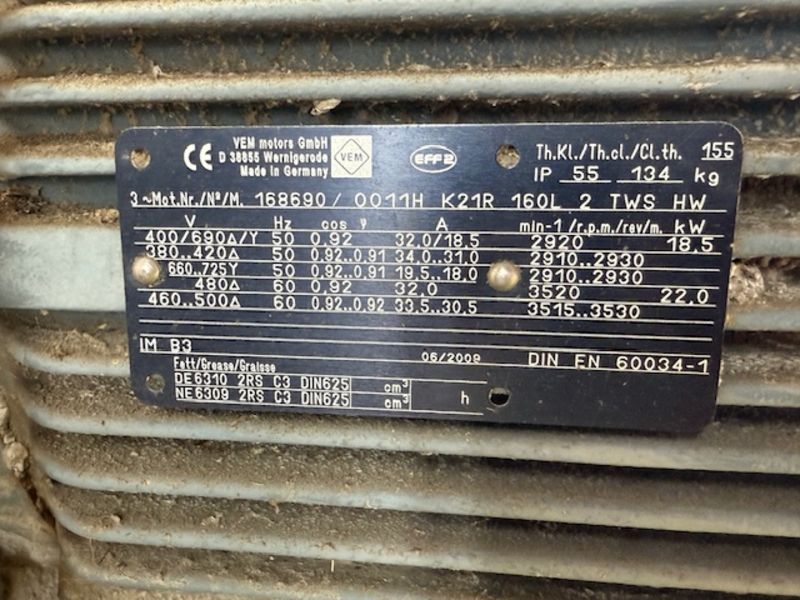 CE VEM motors GmbH VEM EFF2 Th.Kl./Th.cl./Cl.th. 155
D 38855 Wernigerode
Made in Germany IP 55 134 kg
3~Mot.Nr./Nº/M. 168690/ 0011H K21R 160L 2 TWS HW
V Hz cos φ A min-1/r.p.m./rev/m. kW
400/690Δ/Y 50 0,92 32,0/18,5 2920 18,5
380..420Δ 50 0,92..0,91 34,0..31,0 2910..2930
660..725Y 50 0,92..0,91 19,5..18,0 2910..2930
480Δ 60 0,92 32,0 3520 22,0
460..500Δ 60 0,92..0,92 33,5..30,5 3515..3530
IM B3 06/2009 DIN EN 60034-1
Fett/Grease/Graisse
DE6310 2RS C3 DIN625 cm³ h
NE6309 2RS C3 DIN625 cm³